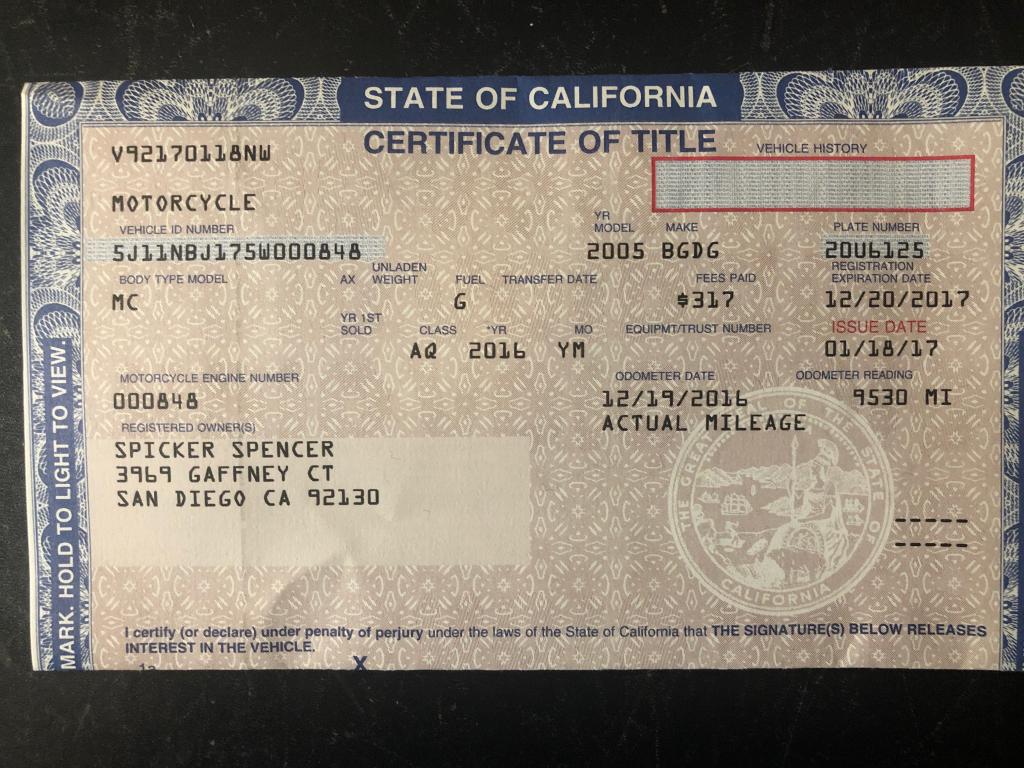 STATE OF CALIFORNIA
CERTIFICATE OF TITLE
V92170118NW
VEHICLE HISTORY
MOTORCYCLE
VEHICLE ID NUMBER
YR MODEL
MAKE
PLATE NUMBER
5J11NBJ175W000848
2005 BGDG
20U6125
BODY TYPE MODEL
AX
UNLADEN WEIGHT
FUEL
TRANSFER DATE
FEES PAID
REGISTRATION EXPIRATION DATE
MC
G
$317
12/20/2017
YR 1ST SOLD
CLASS
*YR
MO
EQUIPMT/TRUST NUMBER
ISSUE DATE
AQ
2016
YM
01/18/17
MOTORCYCLE ENGINE NUMBER
ODOMETER DATE
ODOMETER READING
000848
12/19/2016
9530 MI
ACTUAL MILEAGE
REGISTERED OWNER(S)
SPICKER SPENCER
3969 GAFFNEY CT
SAN DIEGO CA 92130
-----
-----
THE GREAT SEAL OF THE STATE OF CALIFORNIA
I certify (or declare) under penalty of perjury under the laws of the State of California that THE SIGNATURE(S) BELOW RELEASES
INTEREST IN THE VEHICLE.
1a
X
MARK. HOLD TO LIGHT TO VIEW.